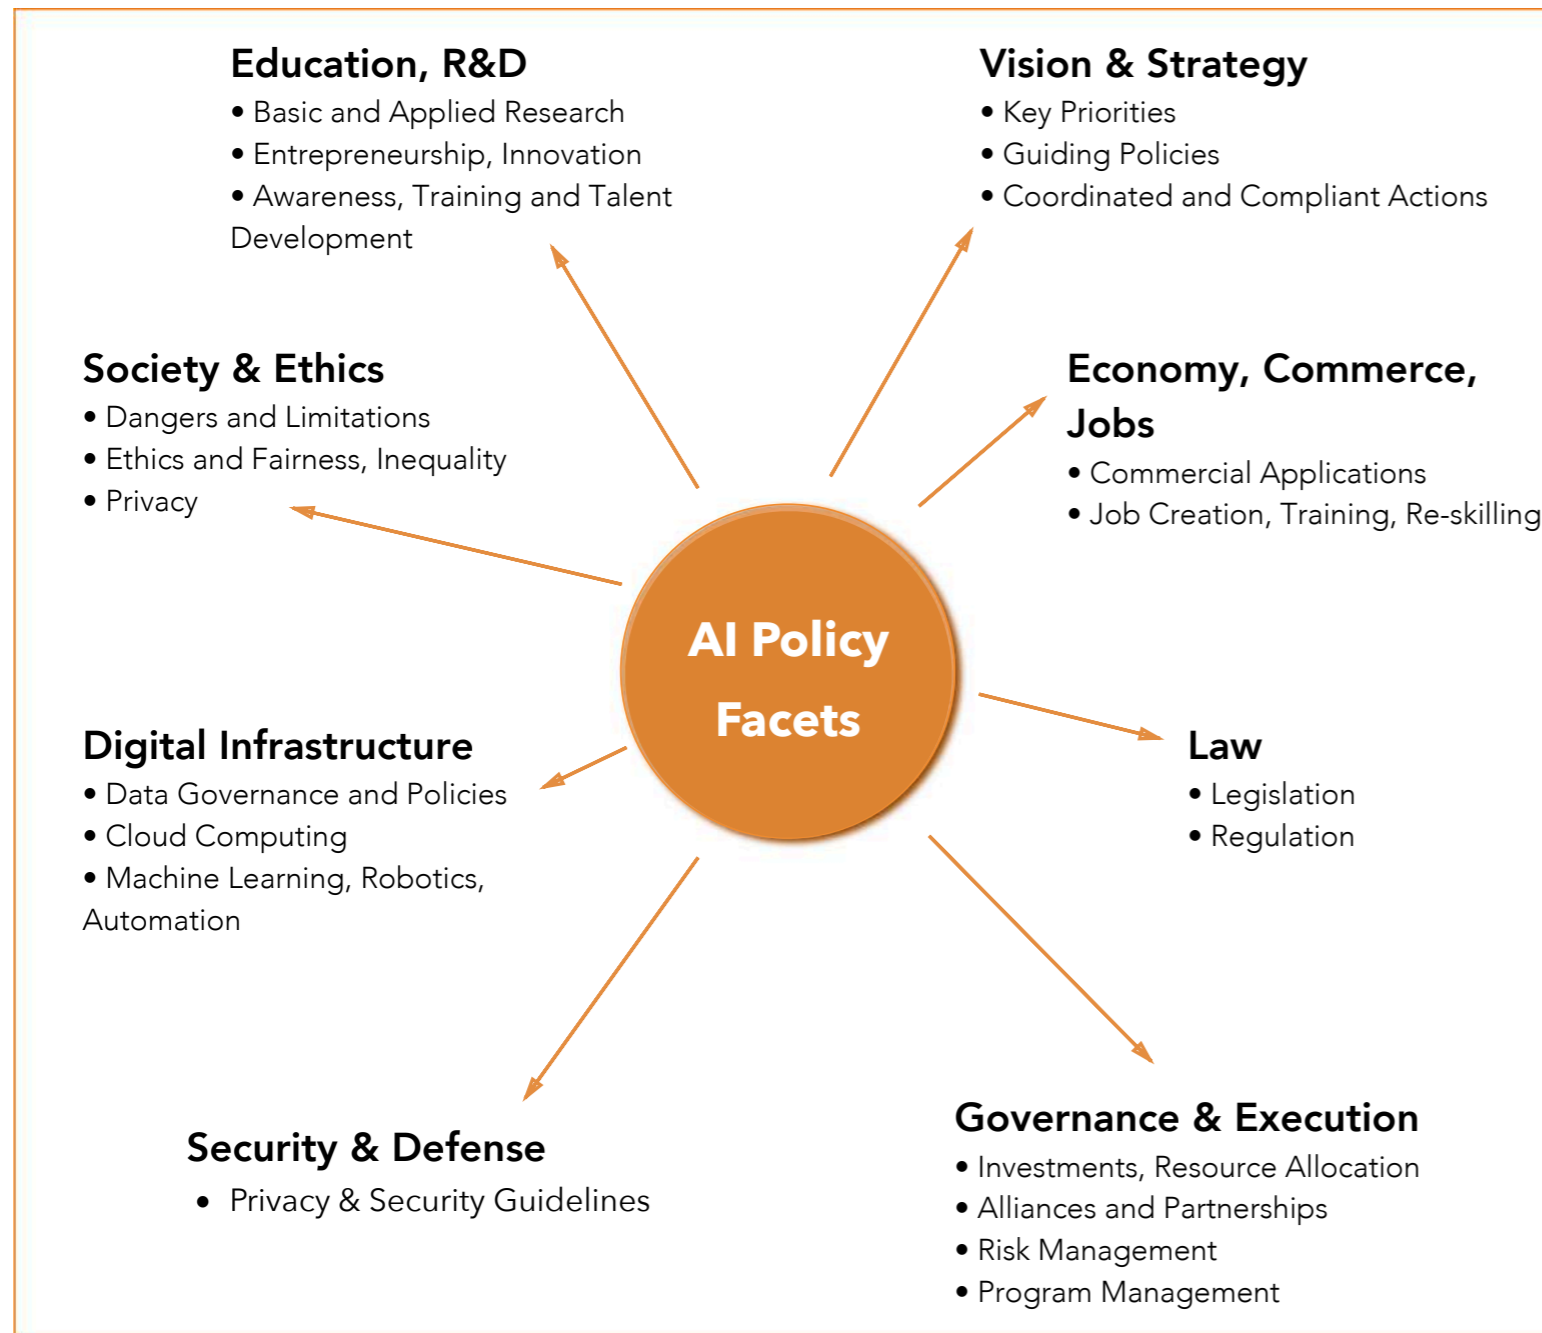 Education, R&D
• Basic and Applied Research
• Entrepreneurship, Innovation
• Awareness, Training and Talent
Development
Vision & Strategy
• Key Priorities
• Guiding Policies
• Coordinated and Compliant Actions
Society & Ethics
• Dangers and Limitations
• Ethics and Fairness, Inequality
• Privacy
Economy, Commerce,
Jobs
• Commercial Applications
• Job Creation, Training, Re-skilling
AI Policy
Facets
Digital Infrastructure
• Data Governance and Policies
• Cloud Computing
• Machine Learning, Robotics,
Automation
Law
• Legislation
• Regulation
Security & Defense
• Privacy & Security Guidelines
Governance & Execution
• Investments, Resource Allocation
• Alliances and Partnerships
• Risk Management
• Program Management